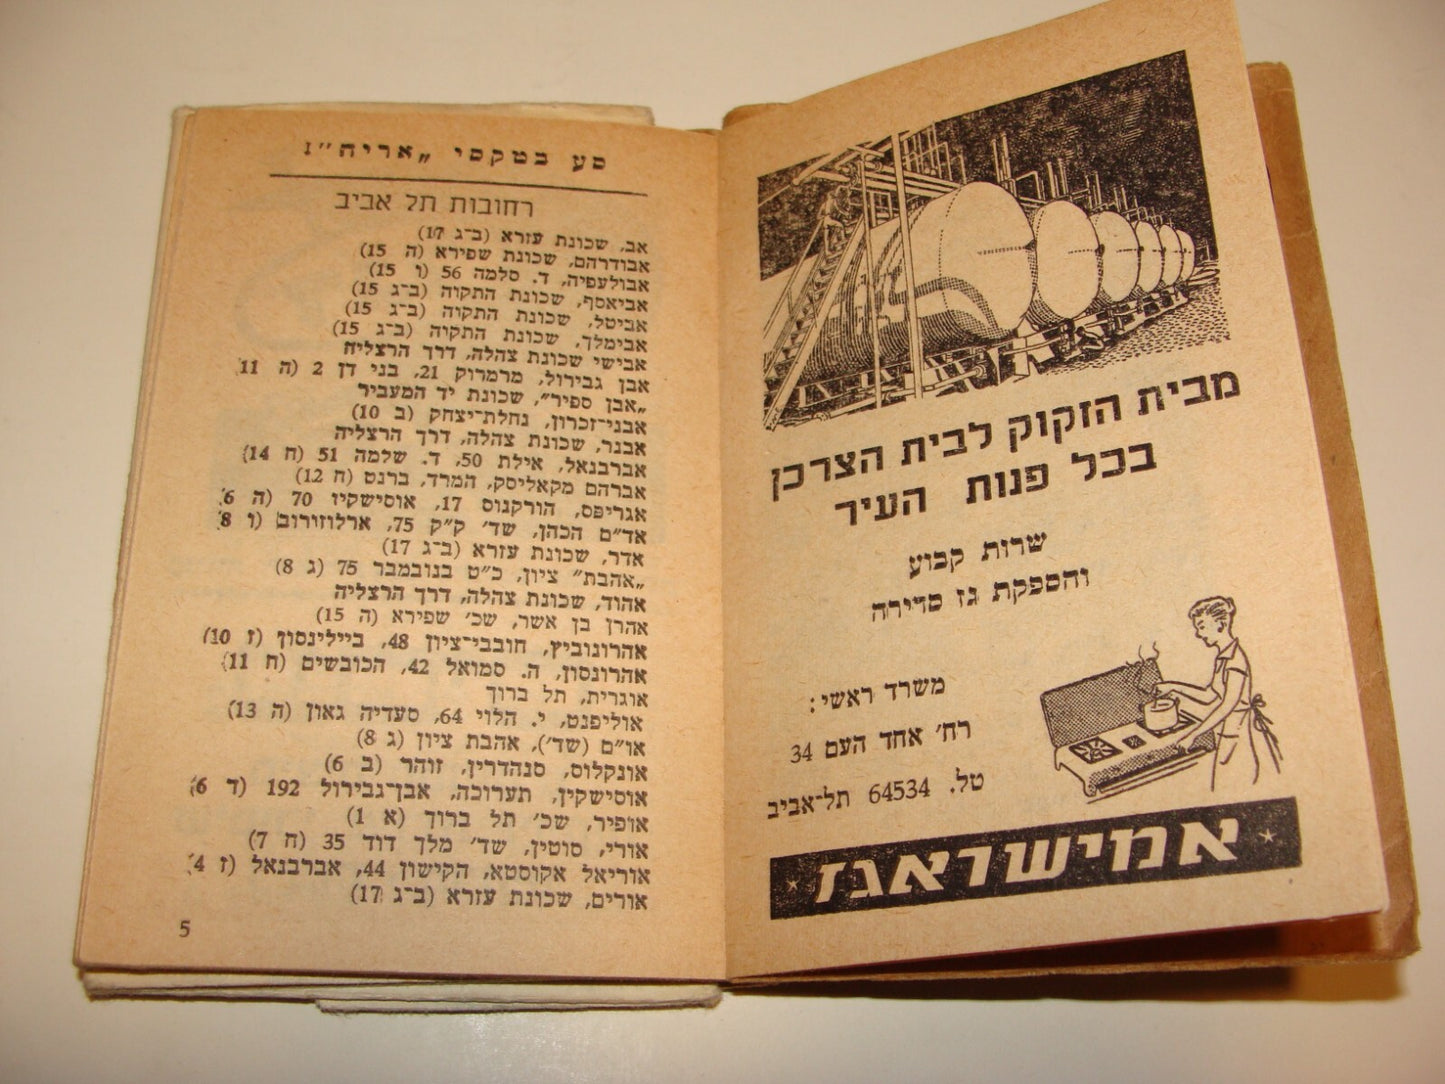 מבית הזקוק לבית הצרכן
בכל פנות העיר
שרות קבוע
והספקת גז סדירה
משרד ראשי:
רח׳ אחד העם 34
טל. 64534 תל־אביב
אמישראגז
סע בטקסי „אריה״!
רחובות תל אביב
אב, שכונת עזרא (ב־ג 17)
אבודרהם, שכונת שפירא (ה 15)
אבולעפיה, ד. סלמה 56 (ו 15)
אביאסף, שכונת התקוה (ב־ג 15)
אביטל, שכונת התקוה (ב־ג 15)
אבימלך, שכונת התקוה (ב־ג 15)
אבישי שכונת צהלה, דרך הרצליה
אבן גבירול, מרמרוק 21, בני דן 2 (ה 11)
„אבן ספיר״, שכונת יד המעביר
אבני־זכרון, נחלת־יצחק (ב 10)
אבנר, שכונת צהלה, דרך הרצליה
אברבנאל, אילת 50, ד. שלמה 51 (ח 14)
אברהם מקאליסק, המרד, ברנט (ח 12)
אגריפס, הורקנוס 17, אוסישקיו 70 (ה 6)
אד״ם הכהן, שד׳ ק״ק 75, ארלוזורוב (ו 8)
אדר, שכונת עזרא (ב־ג 17)
„אהבת״ ציון, כ״ט בנובמבר 75 (ג 8)
אהוד, שכונת צהלה, דרך הרצליה
אהרן בן אשר, שכ׳ שפירא (ה 15)
אהרונוביץ, חובבי־ציון 48, ביילינסון (ז 10)
אהרונסון, ה. סמואל 42, הכובשים (ח 11)
אוגרית, תל ברוך
אוליפנט, י. הלוי 64, סעדיה גאון (ה 13)
או״ם (שד׳), אהבת ציון (ג 8)
אונקלוס, סנהדרין, זוהר (ב 6)
אוסישקין, תערוכה, אבן־גבירול 192 (ד 6)
אופיר, שכ׳ תל ברוך (א 1)
אורי, סוטין, שד׳ מלך דוד 35 (ח 7)
אוריאל אקוסטא, הקישון 44, אברבנאל (ז 4)
אורים, שכונת עזרא (ב־ג 17)
5